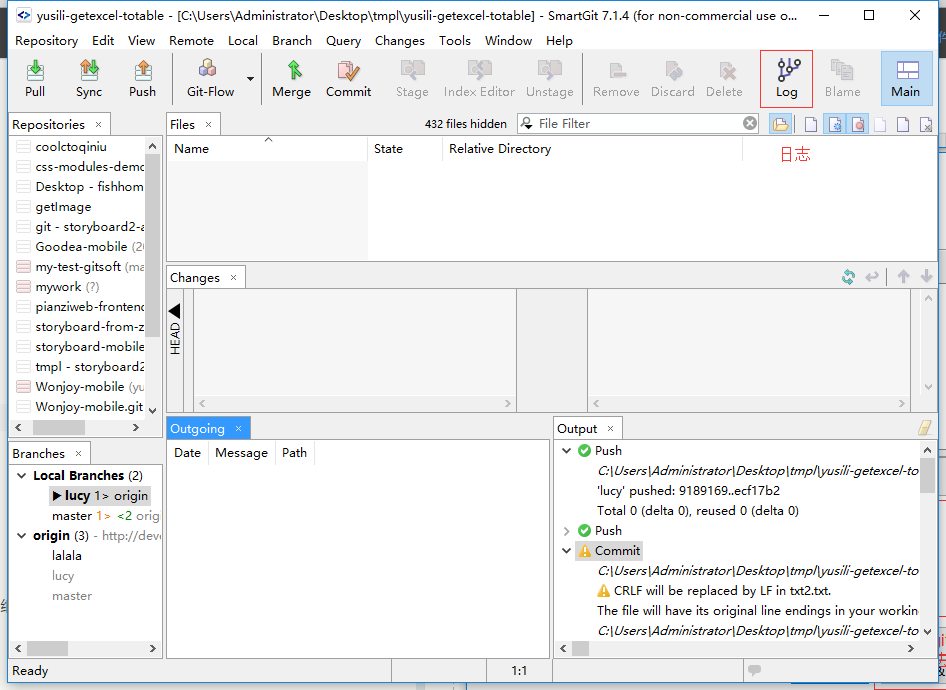 yusili-getexcel-totable - [C:\Users\Administrator\Desktop\tmpl\yusili-getexcel-totable] - SmartGit 7.1.4 (for non-commercial use o...
Repository Edit View Remote Local Branch Query Changes Tools Window Help
Pull Sync Push Git-Flow Merge Commit Stage Index Editor Unstage Remove Discard Delete Log Blame Main
日志
Repositories
coolctoqiniu
css-modules-demo
Desktop - fishhom
getImage
git - storyboard2-a
Goodea-mobile (20
my-test-gitsoft (ma
mywork (?)
pianziweb-frontend
storyboard-from-z
storyboard-mobile
tmpl - storyboard2
Wonjoy-mobile (yu
Wonjoy-mobile.git
Files
432 files hidden
File Filter
Name State Relative Directory
Changes
HEAD
Branches
Local Branches (2)
lucy 1> origin
master 1> <2 orig
origin (3) - http://dev
lalala
lucy
master
Outgoing
Date Message Path
Output
Push
C:\Users\Administrator\Desktop\tmpl\yusili-getexcel-to
'lucy' pushed: 9189169..ecf17b2
Total 0 (delta 0), reused 0 (delta 0)
Push
Commit
C:\Users\Administrator\Desktop\tmpl\yusili-getexcel-to
CRLF will be replaced by LF in txt2.txt.
The file will have its original line endings in your workin
C:\Users\Administrator\Desktop\tmpl\yusili-getexcel-to
Ready
1:1